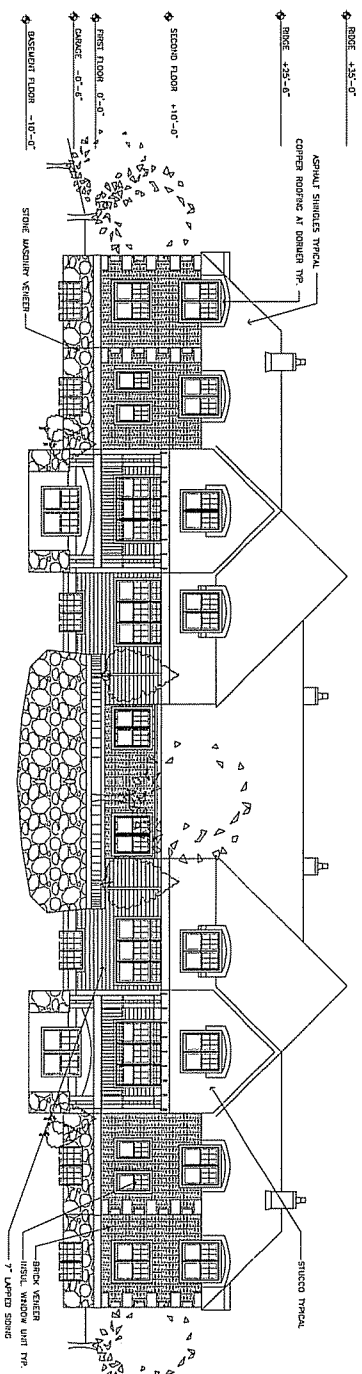 RIDGE +35'-0"
RIDGE +25'-6"
SECOND FLOOR +10'-0"
FIRST FLOOR 0'-0"
GARAGE -0'-6"
BASEMENT FLOOR -10'-0"
ASPHALT SHINGLES TYPICAL
COPPER ROOFING AT DORMER TYP.
STONE MASONRY VENEER
STUCCO TYPICAL
BRICK VENEER
INSUL. WINDOW UNIT TYP.
7" LAPPED SIDING